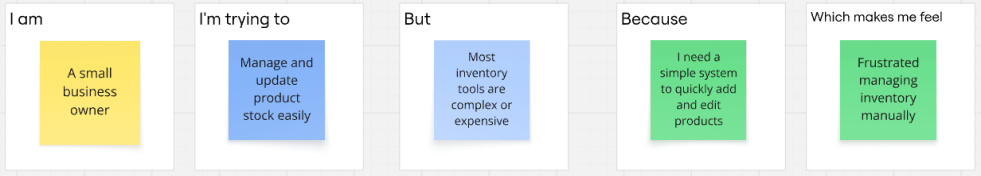 I am
A small
business
owner
I'm trying to
Manage and
update
product
stock easily
But
Most
inventory
tools are
complex or
expensive
Because
I need a
simple system
to quickly add
and edit
products
Which makes me feel
Frustrated
managing
inventory
manually